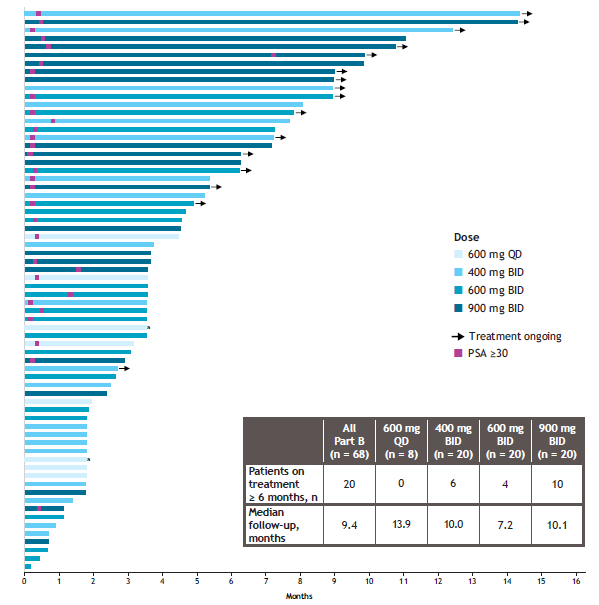 Dose
600 mg QD
400 mg BID
600 mg BID
900 mg BID
Treatment ongoing
PSA ≥30
a
a
All Part B (n = 68) 600 mg QD (n = 8) 400 mg BID (n = 20) 600 mg BID (n = 20) 900 mg BID (n = 20)
Patients on treatment ≥ 6 months, n 20 0 6 4 10
Median follow-up, months 9.4 13.9 10.0 7.2 10.1
0 1 2 3 4 5 6 7 8 9 10 11 12 13 14 15 16
Months